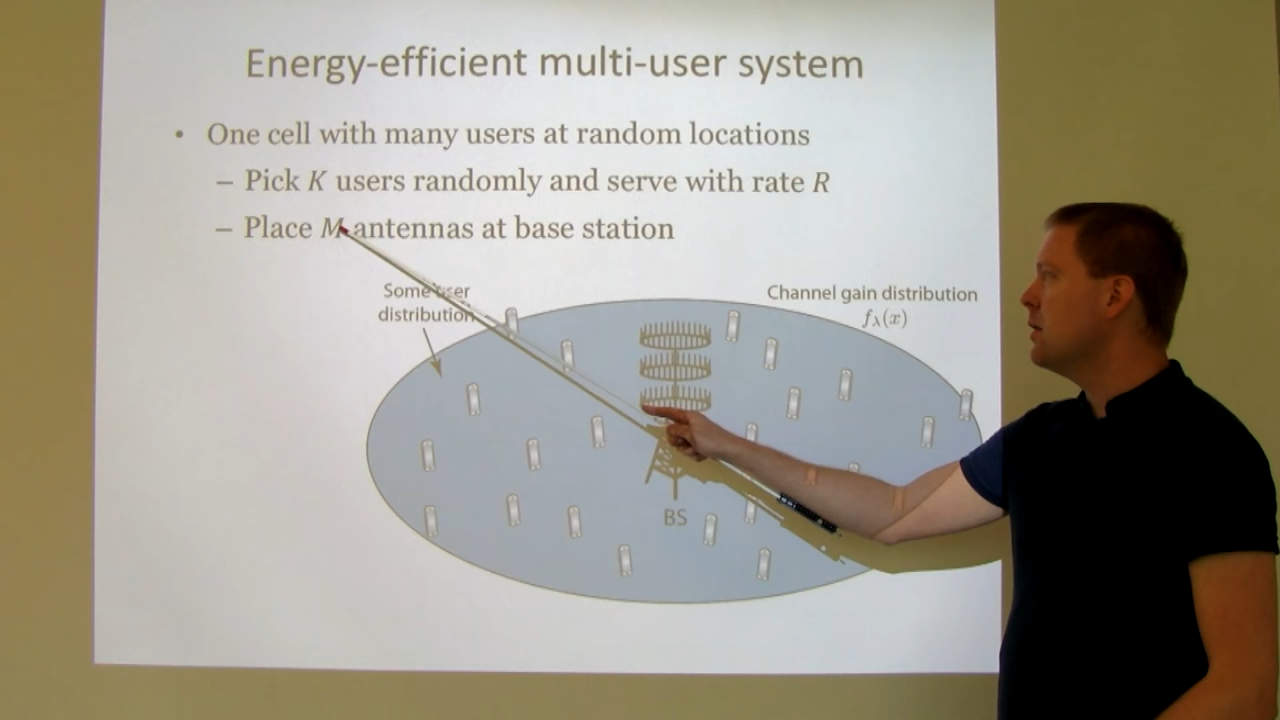 Energy-efficient multi-user system
• One cell with many users at random locations
– Pick K users randomly and serve with rate R
– Place M antennas at base station
Some user
distribution
Channel gain distribution
fλ(x)
BS